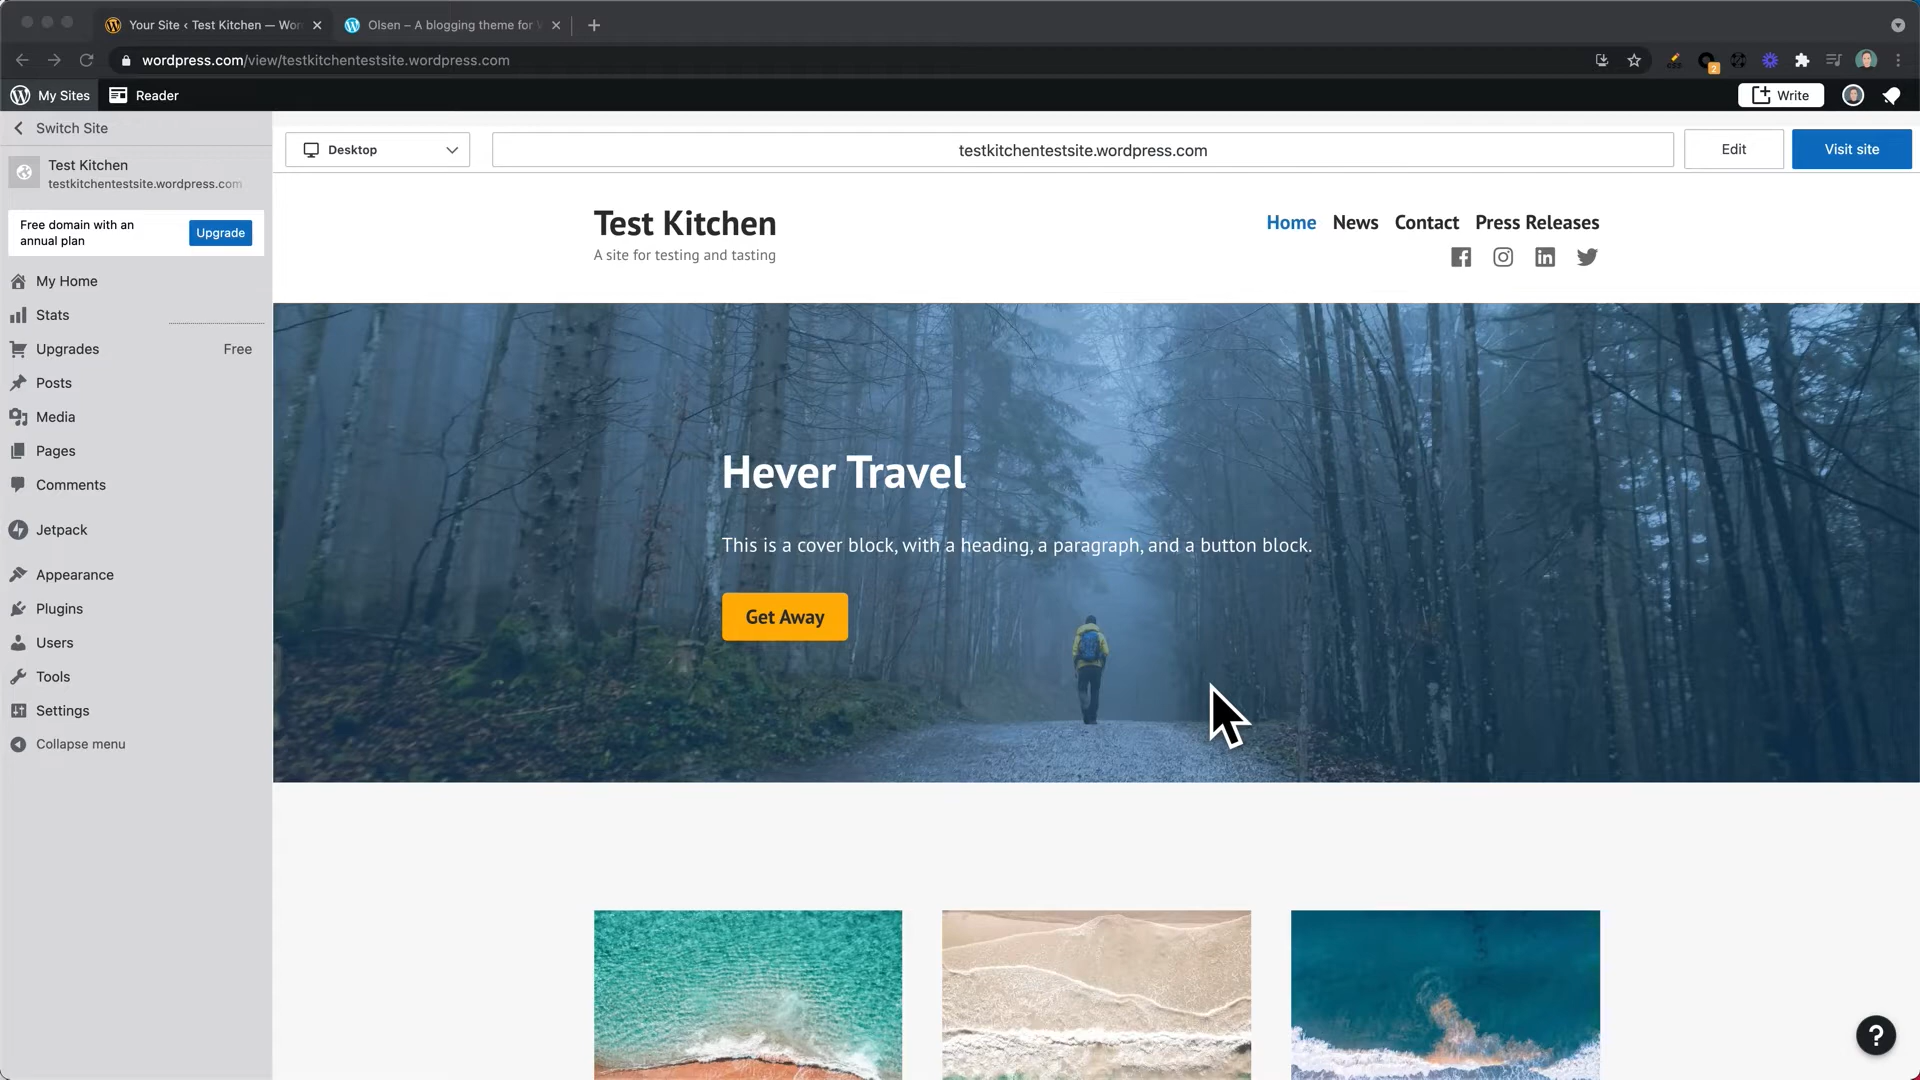 Your Site ‹ Test Kitchen — Wor
Olsen – A blogging theme for W
wordpress.com/view/testkitchentestsite.wordpress.com
2
My Sites
Reader
Write
Switch Site
Test Kitchen
testkitchentestsite.wordpress.com
Free domain with an
annual plan
Upgrade
My Home
Stats
Upgrades
Free
Posts
Media
Pages
Comments
Jetpack
Appearance
Plugins
Users
Tools
Settings
Collapse menu
Desktop
testkitchentestsite.wordpress.com
Edit
Visit site
Test Kitchen
A site for testing and tasting
Home News Contact Press Releases
Hever Travel
This is a cover block, with a heading, a paragraph, and a button block.
Get Away
?